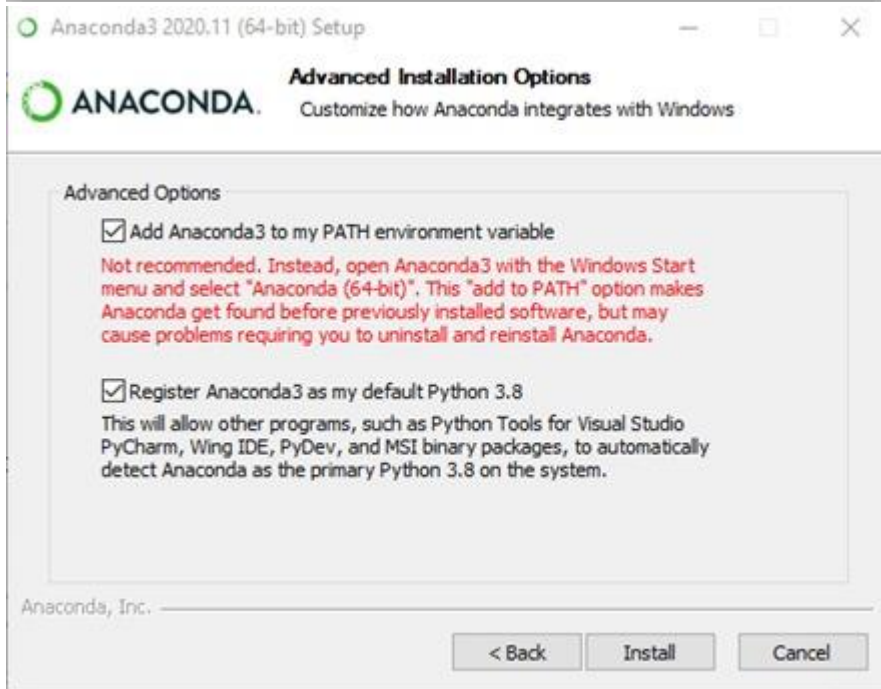 Anaconda3 2020.11 (64-bit) Setup
ANACONDA.
Advanced Installation Options
Customize how Anaconda integrates with Windows
Advanced Options
Add Anaconda3 to my PATH environment variable
Not recommended. Instead, open Anaconda3 with the Windows Start
menu and select "Anaconda (64-bit)". This "add to PATH" option makes
Anaconda get found before previously installed software, but may
cause problems requiring you to uninstall and reinstall Anaconda.
Register Anaconda3 as my default Python 3.8
This will allow other programs, such as Python Tools for Visual Studio
PyCharm, Wing IDE, PyDev, and MSI binary packages, to automatically
detect Anaconda as the primary Python 3.8 on the system.
Anaconda, Inc.
< Back
Install
Cancel